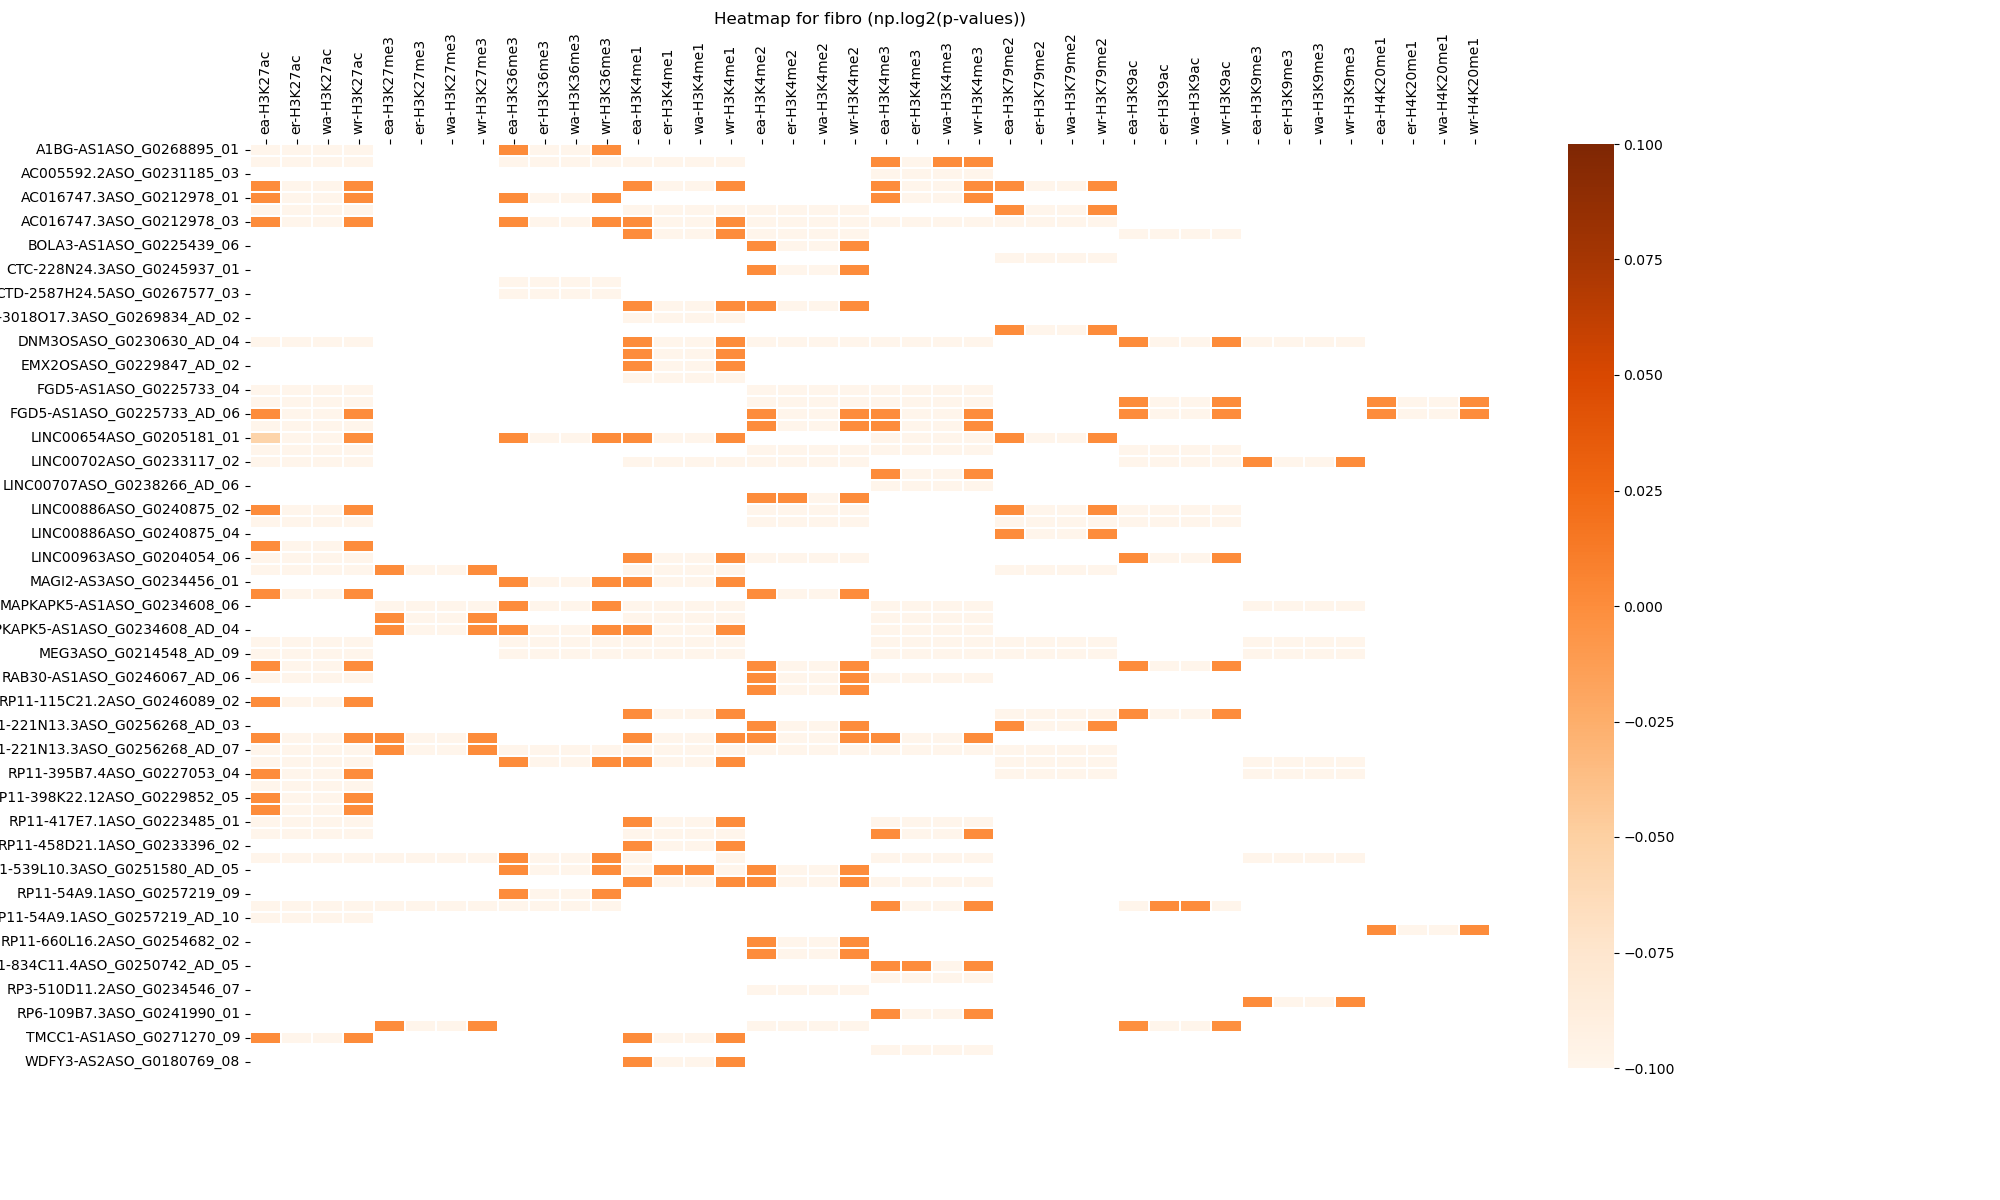 Heatmap for fibro (np.log2(p-values))
ea-H3K27ac
er-H3K27ac
wa-H3K27ac
wr-H3K27ac
ea-H3K27me3
er-H3K27me3
wa-H3K27me3
wr-H3K27me3
ea-H3K36me3
er-H3K36me3
wa-H3K36me3
wr-H3K36me3
ea-H3K4me1
er-H3K4me1
wa-H3K4me1
wr-H3K4me1
ea-H3K4me2
er-H3K4me2
wa-H3K4me2
wr-H3K4me2
ea-H3K4me3
er-H3K4me3
wa-H3K4me3
wr-H3K4me3
ea-H3K79me2
er-H3K79me2
wa-H3K79me2
wr-H3K79me2
ea-H3K9ac
er-H3K9ac
wa-H3K9ac
wr-H3K9ac
ea-H3K9me3
er-H3K9me3
wa-H3K9me3
wr-H3K9me3
ea-H4K20me1
er-H4K20me1
wa-H4K20me1
wr-H4K20me1
A1BG-AS1ASO_G0268895_01
AC005592.2ASO_G0231185_03
AC016747.3ASO_G0212978_01
AC016747.3ASO_G0212978_03
BOLA3-AS1ASO_G0225439_06
CTC-228N24.3ASO_G0245937_01
CTD-2587H24.5ASO_G0267577_03
-3018O17.3ASO_G0269834_AD_02
DNM3OSASO_G0230630_AD_04
EMX2OSASO_G0229847_AD_02
FGD5-AS1ASO_G0225733_04
FGD5-AS1ASO_G0225733_AD_06
LINC00654ASO_G0205181_01
LINC00702ASO_G0233117_02
LINC00707ASO_G0238266_AD_06
LINC00886ASO_G0240875_02
LINC00886ASO_G0240875_04
LINC00963ASO_G0204054_06
MAGI2-AS3ASO_G0234456_01
MAPKAPK5-AS1ASO_G0234608_06
PKAPK5-AS1ASO_G0234608_AD_04
MEG3ASO_G0214548_AD_09
RAB30-AS1ASO_G0246067_AD_06
RP11-115C21.2ASO_G0246089_02
1-221N13.3ASO_G0256268_AD_03
1-221N13.3ASO_G0256268_AD_07
RP11-395B7.4ASO_G0227053_04
RP11-398K22.12ASO_G0229852_05
RP11-417E7.1ASO_G0223485_01
RP11-458D21.1ASO_G0233396_02
1-539L10.3ASO_G0251580_AD_05
RP11-54A9.1ASO_G0257219_09
RP11-54A9.1ASO_G0257219_AD_10
RP11-660L16.2ASO_G0254682_02
1-834C11.4ASO_G0250742_AD_05
RP3-510D11.2ASO_G0234546_07
RP6-109B7.3ASO_G0241990_01
TMCC1-AS1ASO_G0271270_09
WDFY3-AS2ASO_G0180769_08
0.100
0.075
0.050
0.025
0.000
−0.025
−0.050
−0.075
−0.100